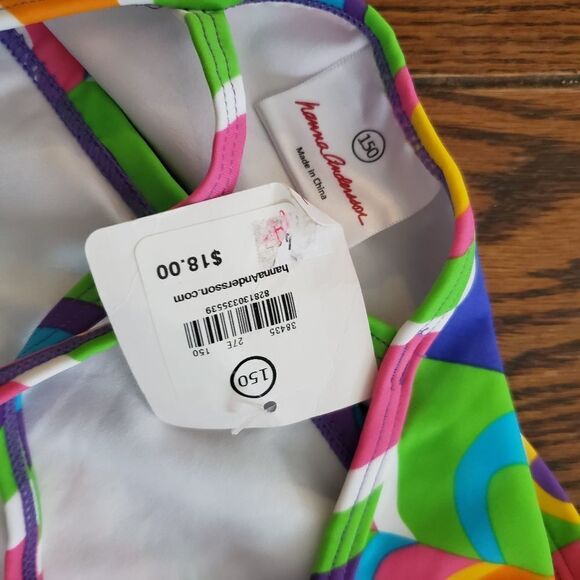 hanna andersson
150
Made in China
$18.00
hannaAndersson.com
828130335539
38435 27E 150
150